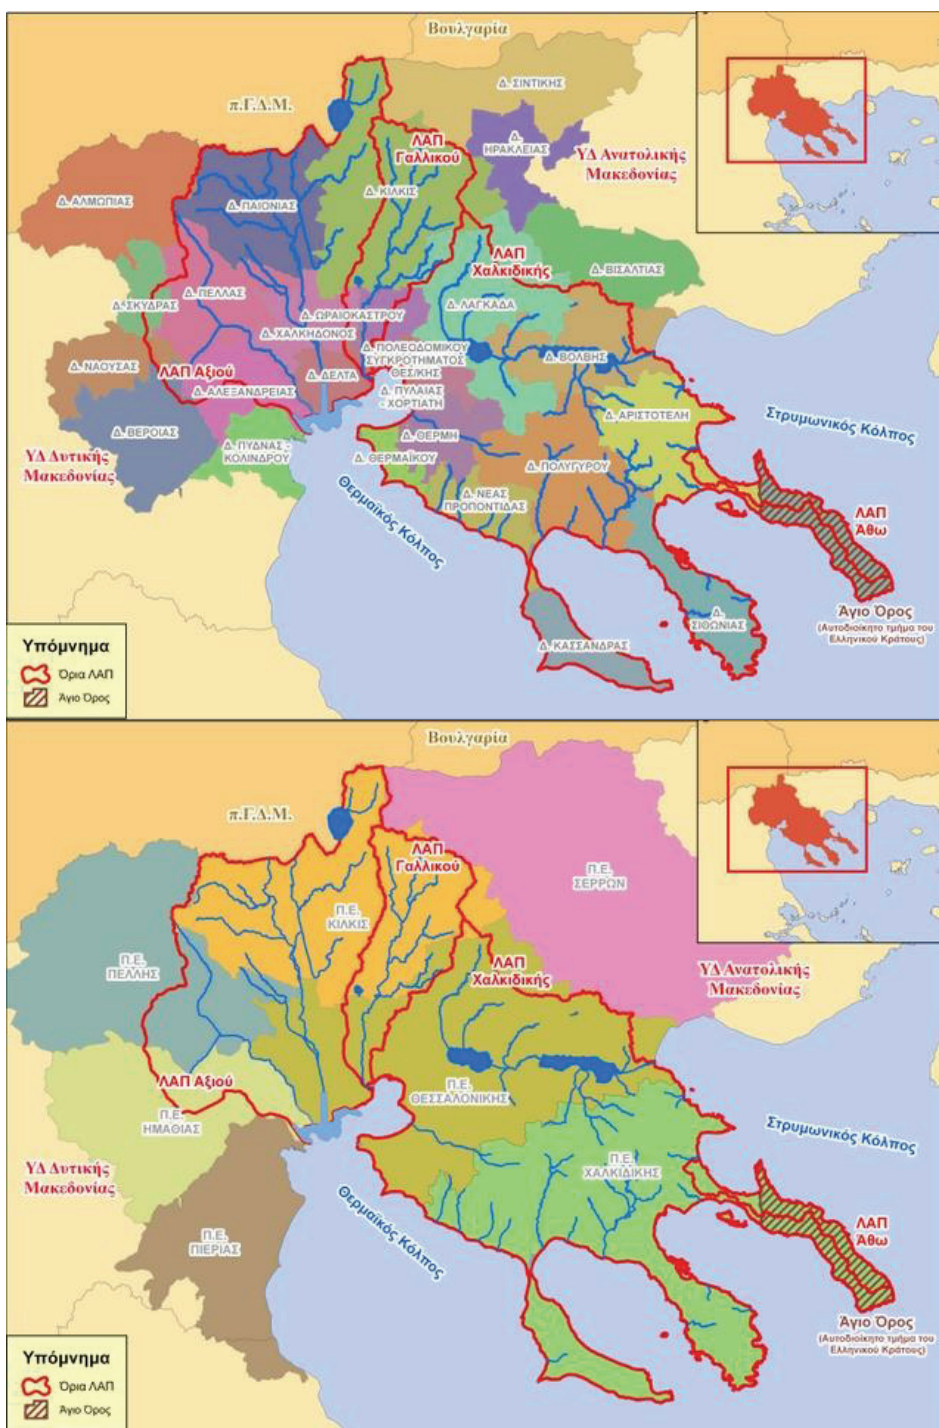 Βουλγαρία
Δ. ΣΙΝΤΙΚΗΣ
π.Γ.Δ.Μ.
ΛΑΠ
Γαλλικού
Δ.
ΗΡΑΚΛΕΙΑΣ
ΥΔ Ανατολικής
Μακεδονίας
Δ. ΚΙΛΚΙΣ
Δ. ΑΛΜΩΠΙΑΣ
Δ. ΠΑΙΟΝΙΑΣ
ΛΑΠ
Χαλκιδικής
Δ. ΒΙΣΑΛΤΙΑΣ
Δ. ΠΕΛΛΑΣ
Δ. ΣΚΥΔΡΑΣ
Δ. ΛΑΓΚΑΔΑ
Δ. ΩΡΑΙΟΚΑΣΤΡΟΥ
Δ. ΧΑΛΚΗΔΟΝΟΣ
Δ. ΠΟΛΕΟΔΟΜΙΚΟΥ
ΣΥΓΚΡΟΤΗΜΑΤΟΣ
ΘΕΣ/ΚΗΣ
Δ. ΒΟΛΒΗΣ
Δ. ΝΑΟΥΣΑΣ
ΛΑΠ Αξιού
Δ. ΔΕΛΤΑ
Δ. ΑΛΕΞΑΝΔΡΕΙΑΣ
Δ. ΠΥΛΑΙΑΣ
- ΧΟΡΤΙΑΤΗ
Δ. ΑΡΙΣΤΟΤΕΛΗ
Στρυμωνικός Κόλπος
Δ. ΒΕΡΟΙΑΣ
Δ. ΘΕΡΜΗ
Δ. ΠΥΔΝΑΣ -
ΚΟΛΙΝΔΡΟΥ
Δ. ΘΕΡΜΑΪΚΟΥ
ΥΔ Δυτικής
Μακεδονίας
Δ. ΠΟΛΥΓΥΡΟΥ
Θερμαϊκός Κόλπος
Δ. ΝΕΑΣ
ΠΡΟΠΟΝΤΙΔΑΣ
ΛΑΠ
Άθω
Άγιο Όρος
(Αυτοδιοίκητο τμήμα του
Ελληνικού Κράτους)
Δ.
ΣΙΘΩΝΙΑΣ
Δ. ΚΑΣΣΑΝΔΡΑΣ
Υπόμνημα
Όρια ΛΑΠ
Άγιο Όρος
Βουλγαρία
π.Γ.Δ.Μ.
ΛΑΠ
Γαλλικού
Π.Ε.
ΣΕΡΡΩΝ
Π.Ε.
ΚΙΛΚΙΣ
Π.Ε.
ΠΕΛΛΗΣ
ΛΑΠ
Χαλκιδικής
ΥΔ Ανατολικής
Μακεδονίας
ΛΑΠ Αξιού
Π.Ε.
ΘΕΣΣΑΛΟΝΙΚΗΣ
Π.Ε.
ΗΜΑΘΙΑΣ
Στρυμωνικός Κόλπος
ΥΔ Δυτικής
Μακεδονίας
Π.Ε.
ΧΑΛΚΙΔΙΚΗΣ
Θερμαϊκός Κόλπος
Π.Ε.
ΠΙΕΡΙΑΣ
ΛΑΠ
Άθω
Άγιο Όρος
(Αυτοδιοίκητο τμήμα του
Ελληνικού Κράτους)
Υπόμνημα
Όρια ΛΑΠ
Άγιο Όρος